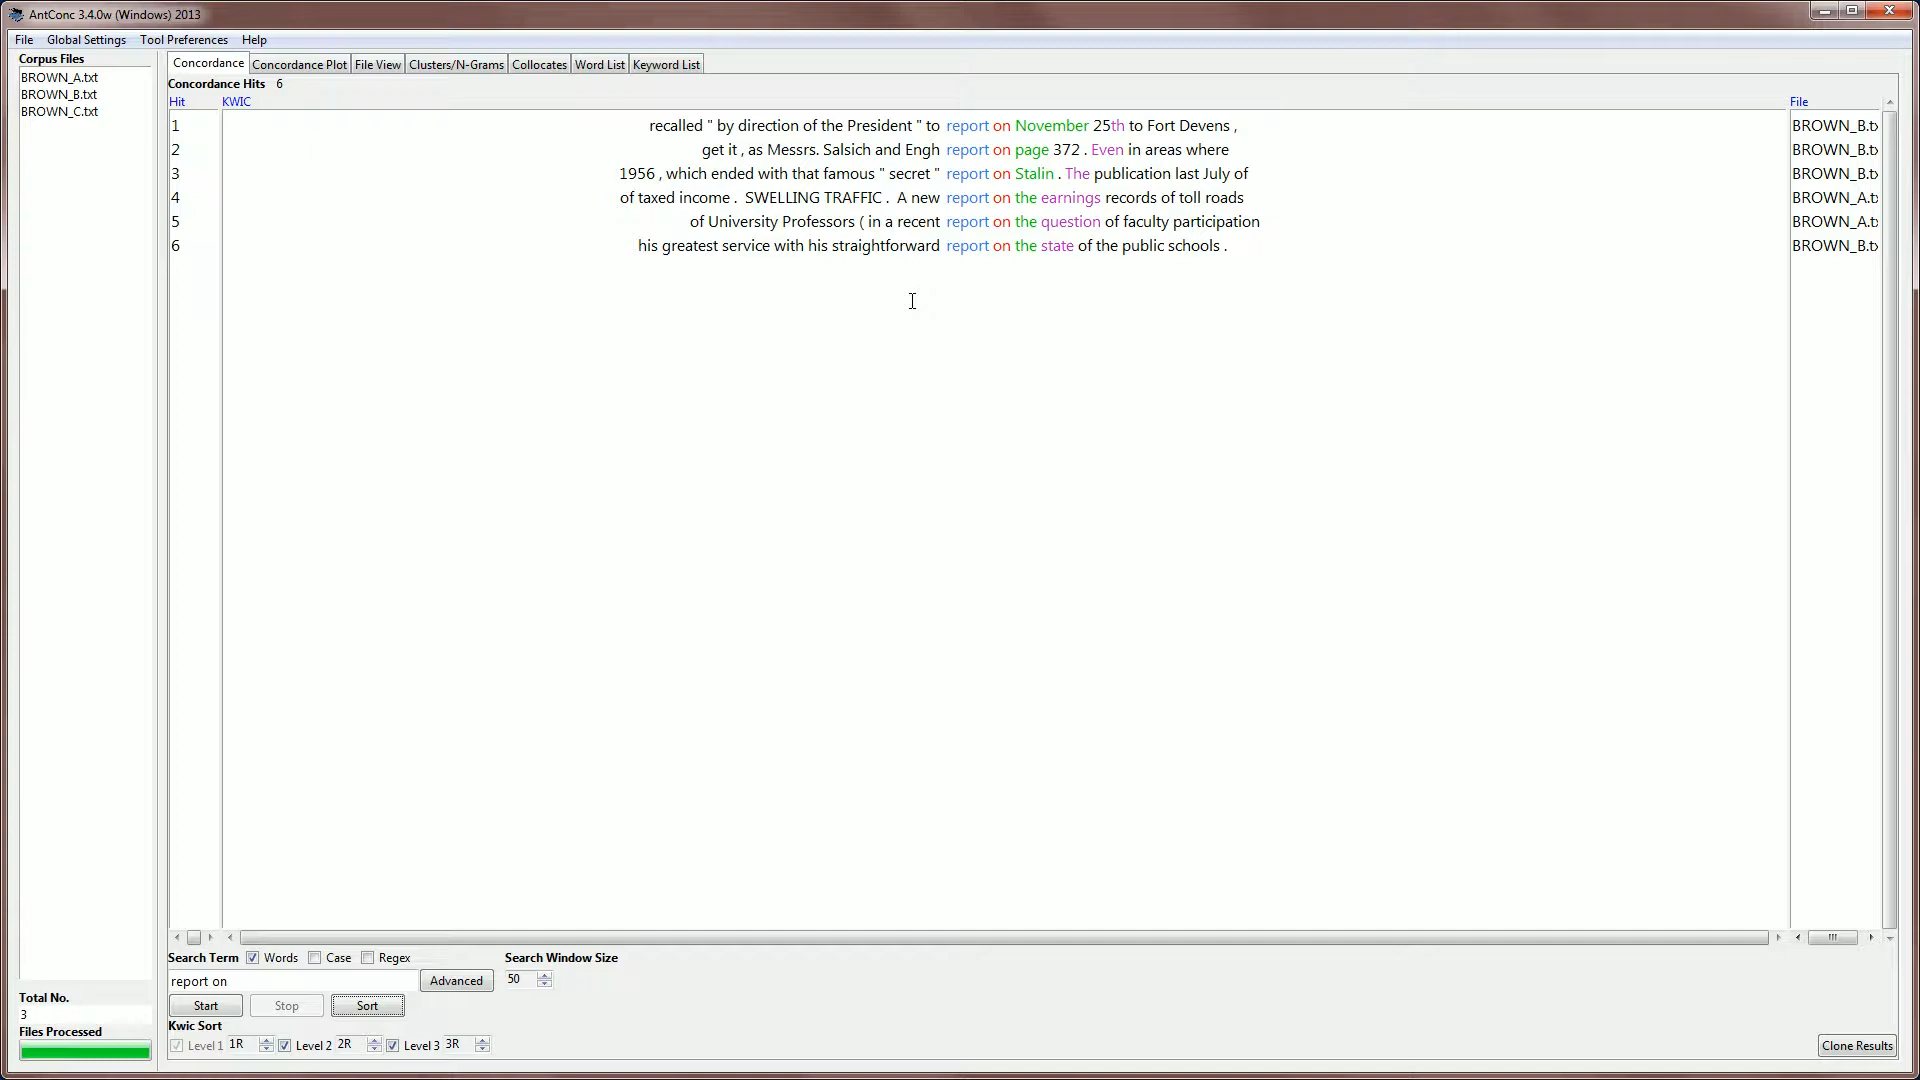 AntConc 3.4.0w (Windows) 2013
File Global Settings Tool Preferences Help
Corpus Files
BROWN_A.txt
BROWN_B.txt
BROWN_C.txt
Concordance Concordance Plot File View Clusters/N-Grams Collocates Word List Keyword List
Concordance Hits 6
Hit KWIC File
1 recalled " by direction of the President " to report on November 25th to Fort Devens , BROWN_B.tx
2 get it , as Messrs. Salsich and Engh report on page 372 . Even in areas where BROWN_B.tx
3 1956 , which ended with that famous " secret " report on Stalin . The publication last July of BROWN_B.tx
4 of taxed income . SWELLING TRAFFIC . A new report on the earnings records of toll roads BROWN_A.tx
5 of University Professors ( in a recent report on the question of faculty participation BROWN_A.tx
6 his greatest service with his straightforward report on the state of the public schools . BROWN_B.tx
Search Term Words Case Regex Search Window Size
report on Advanced 50
Start Stop Sort
Kwic Sort
Level 1 1R Level 2 2R Level 3 3R
Total No.
3
Files Processed
Clone Results